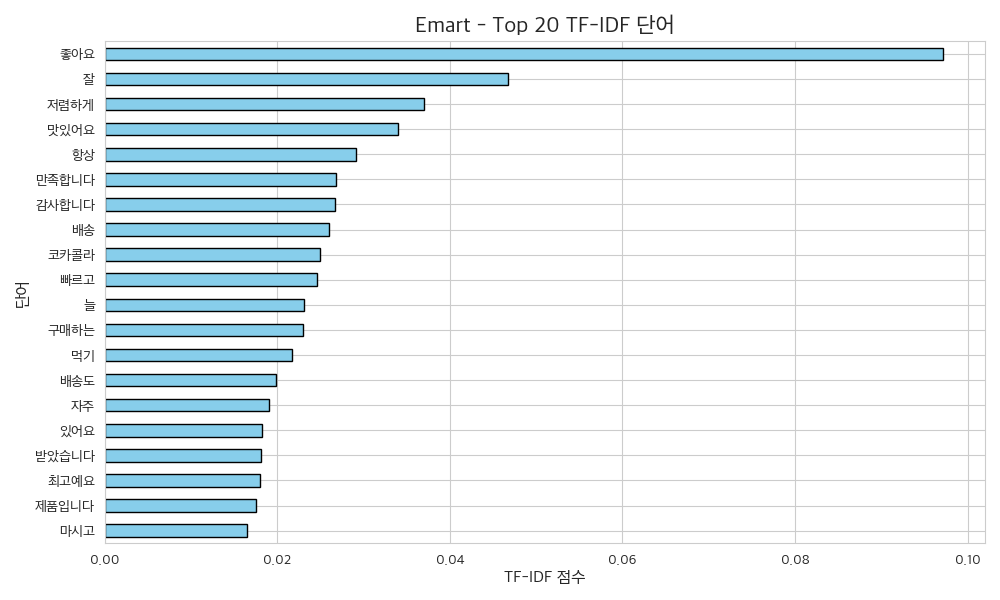 Emart - Top 20 TF-IDF 단어
좋아요
잘
저렴하게
맛있어요
항상
만족합니다
감사합니다
배송
코카콜라
빠르고
늘
구매하는
먹기
배송도
자주
있어요
받았습니다
최고예요
제품입니다
마시고
단어
0.00 0.02 0.04 0.06 0.08 0.10
TF-IDF 점수